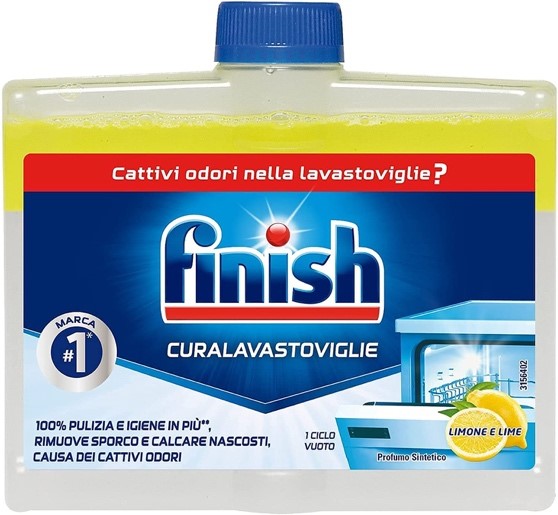 Cattivi odori nella lavastoviglie?
finish
CURALAVASTOVIGLIE
MARCA
#1*
100% PULIZIA E IGIENE IN PIÙ**,
RIMUOVE SPORCO E CALCARE NASCOSTI,
CAUSA DEI CATTIVI ODORI
1 CICLO
VUOTO
LIMONE E LIME
Profumo Sintetico
3156402